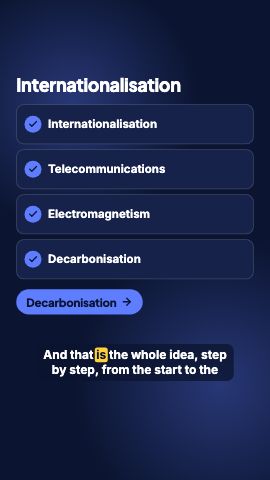 Internationalisation
Internationalisation
Telecommunications
Electromagnetism
Decarbonisation
Decarbonisation →
And that is the whole idea, step
by step, from the start to the